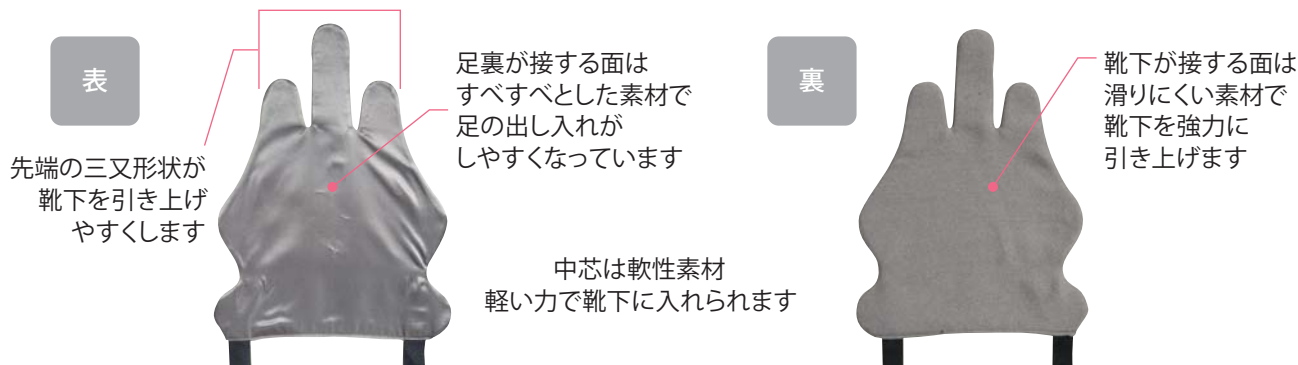 表
先端の三又形状が
靴下を引き上げ
やすくします
足裏が接する面は
すべすべとした素材で
足の出し入れが
しやすくなっています
中芯は軟性素材
軽い力で靴下に入れられます
裏
靴下が接する面は
滑りにくい素材で
靴下を強力に
引き上げます